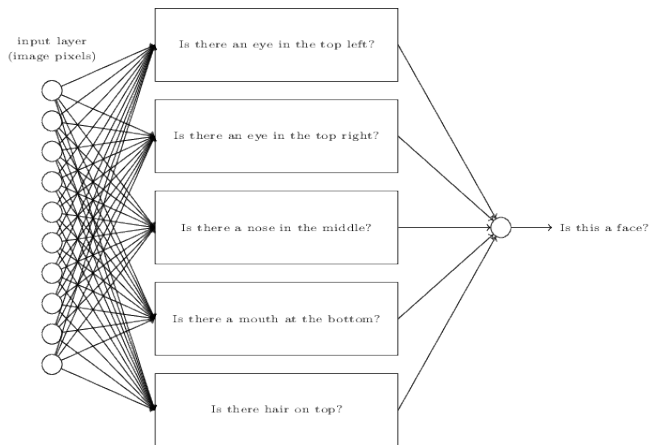 input layer
(image pixels)
Is there an eye in the top left?
Is there an eye in the top right?
Is there a nose in the middle?
Is there a mouth at the bottom?
Is there hair on top?
Is this a face?